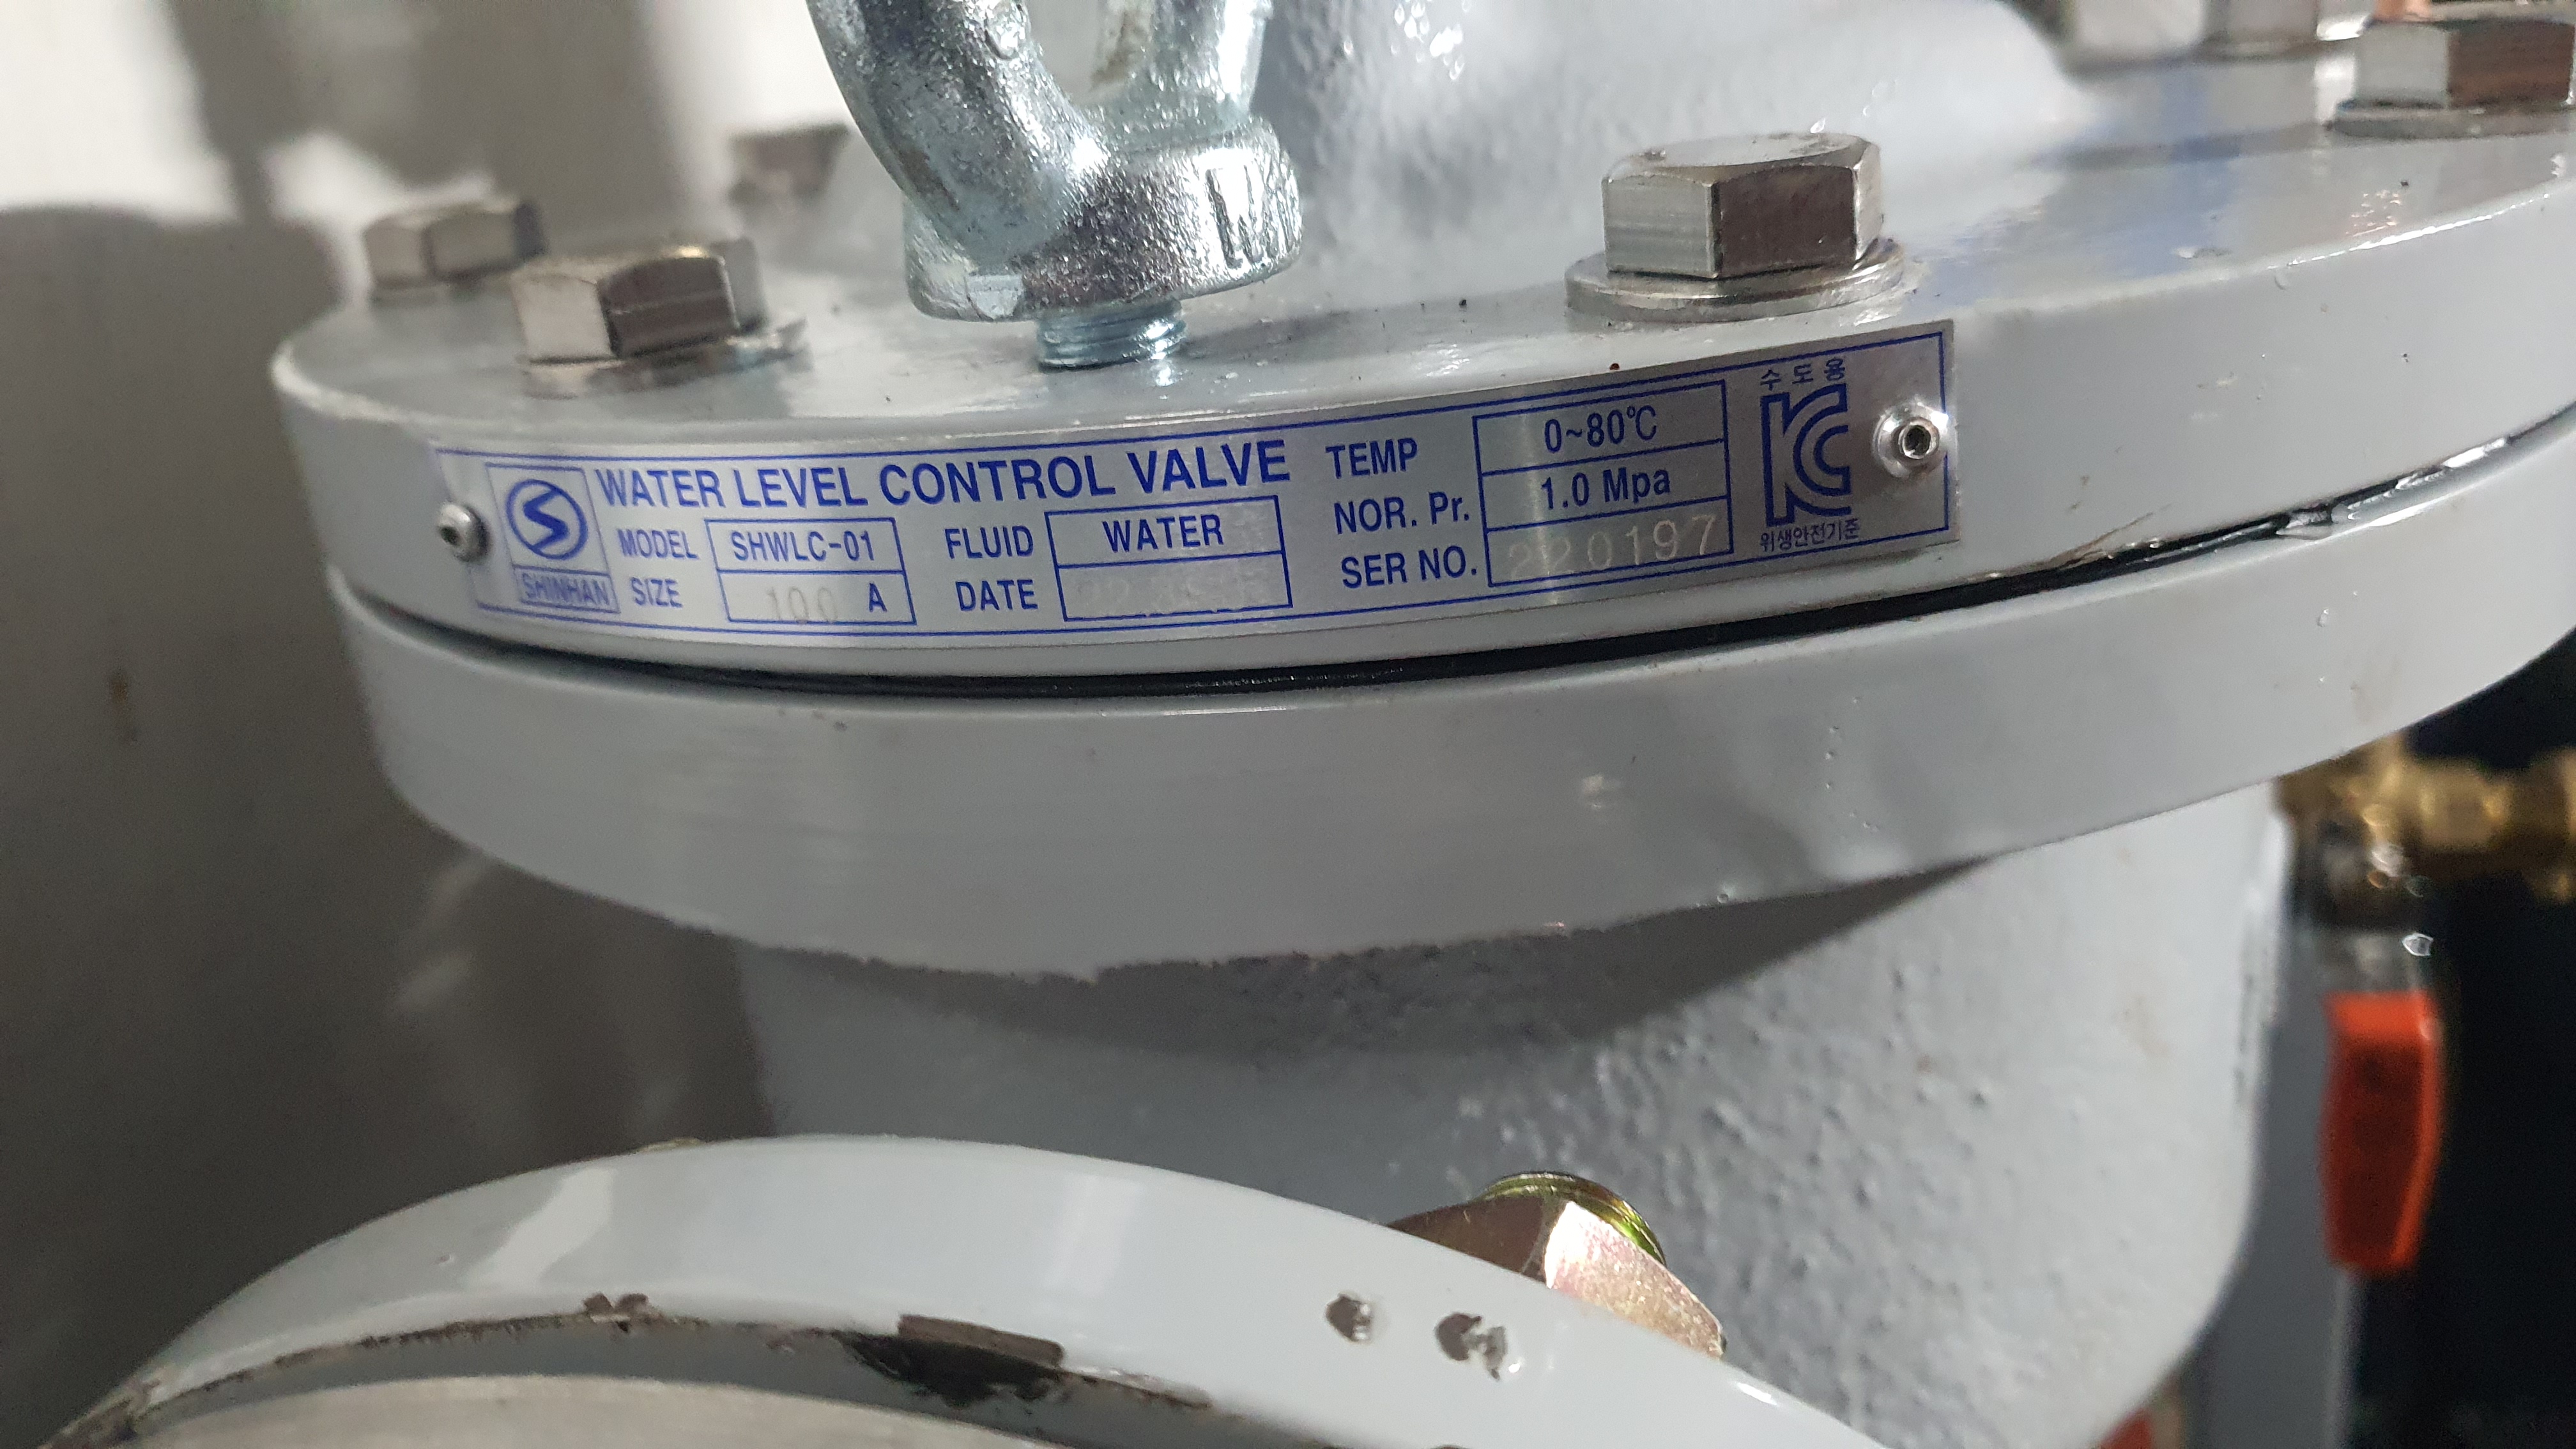 W
SHINHAN
WATER LEVEL CONTROL VALVE
MODEL SHWLC-01
SIZE 100 A
FLUID WATER
DATE
TEMP 0~80℃
NOR. Pr. 1.0 Mpa
SER NO. 220197
수도용
KC
위생안전기준